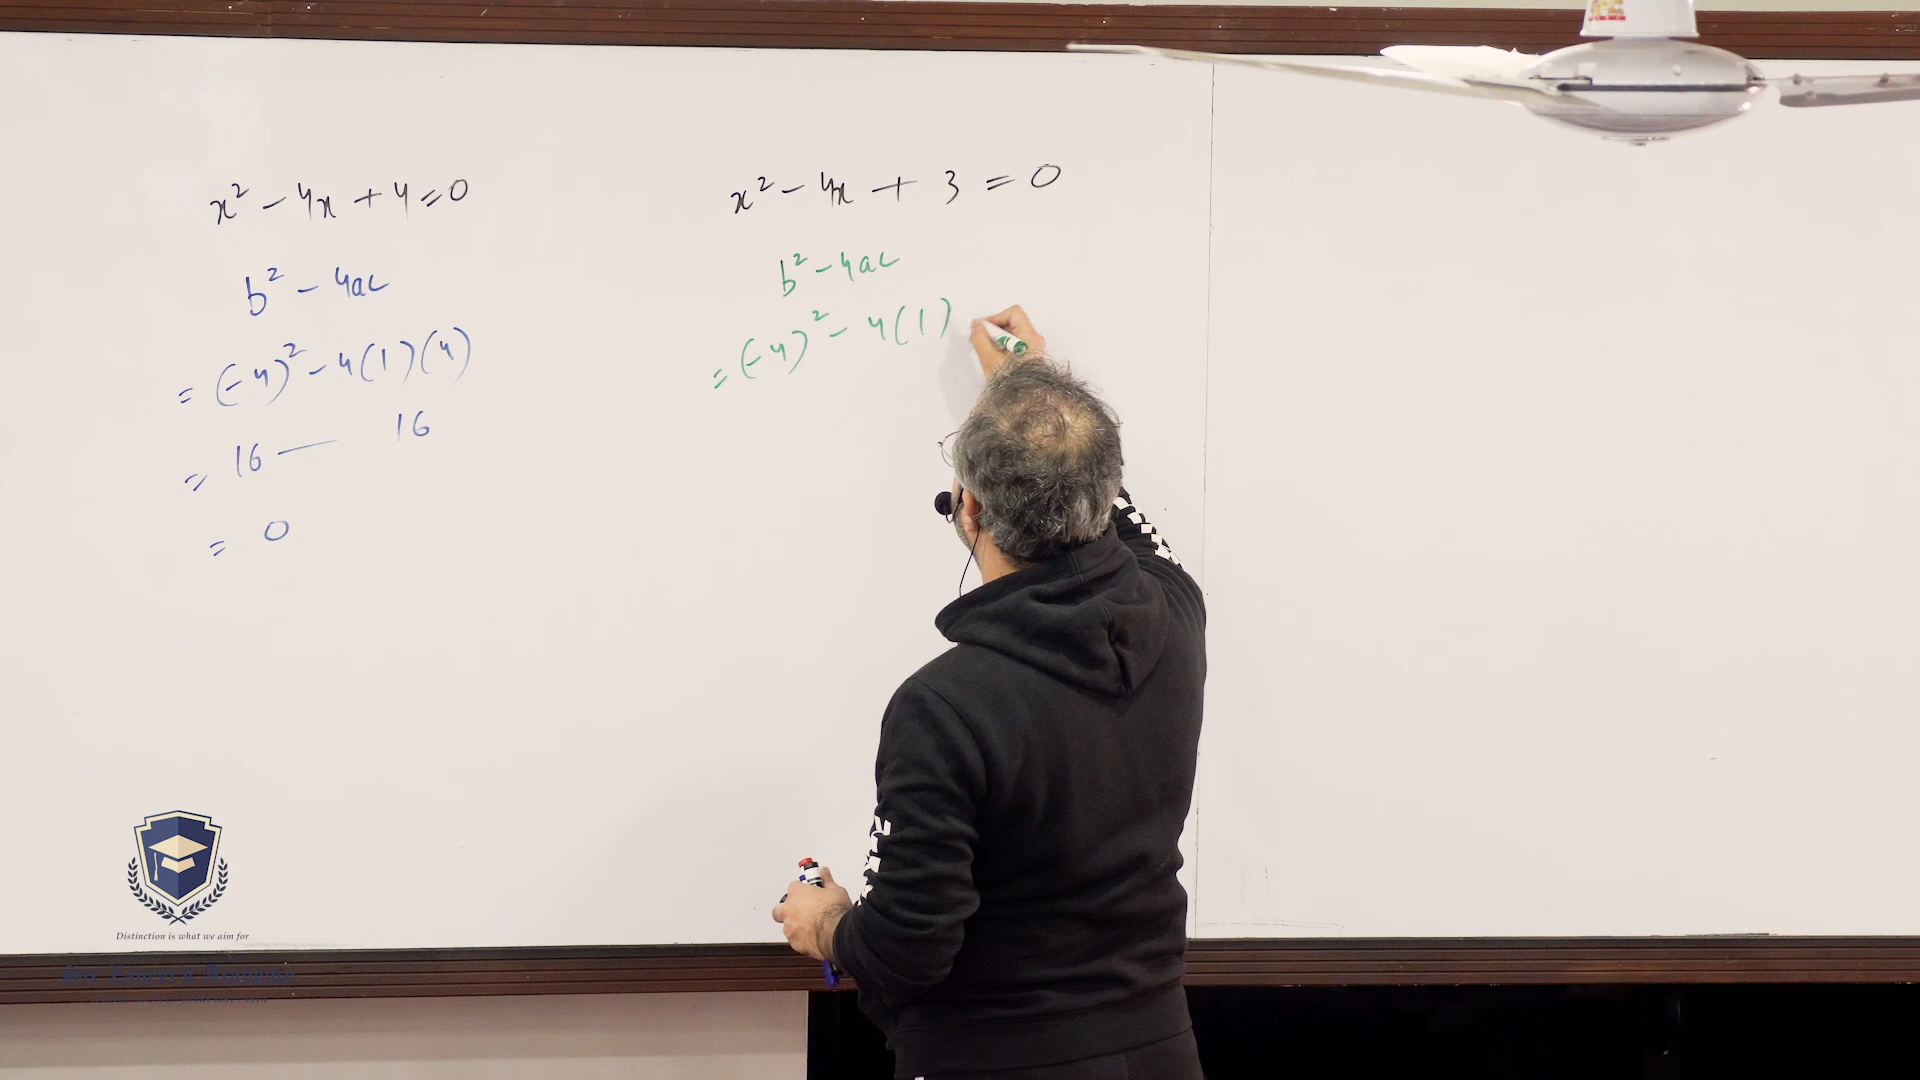 x² - 4x + 4 = 0
b² - 4ac
= (-4)² - 4(1)(4)
= 16 — 16
= 0
x² - 4x + 3 = 0
b² - 4ac
= (-4)² - 4(1)
Distinction is what we aim for